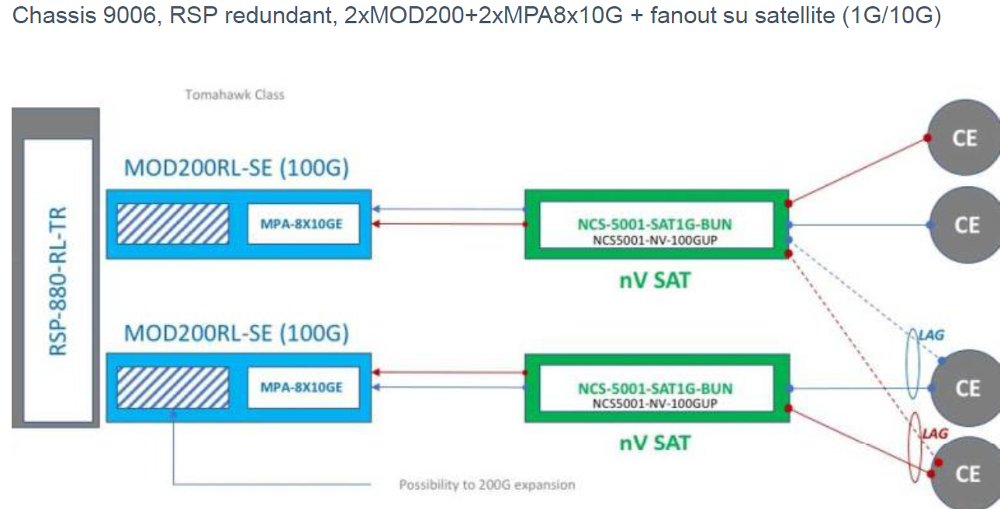 Chassis 9006, RSP redundant, 2xMOD200+2xMPA8x10G + fanout su satellite (1G/10G)
Tomahawk Class
RSP-880-RL-TR
MOD200RL-SE (100G)
MPA-8X10GE
NCS-5001-SAT1G-BUN
NCS5001-NV-100GUP
nV SAT
CE
CE
MOD200RL-SE (100G)
MPA-8X10GE
NCS-5001-SAT1G-BUN
NCS5001-NV-100GUP
nV SAT
LAG
CE
LAG
CE
Possibility to 200G expansion